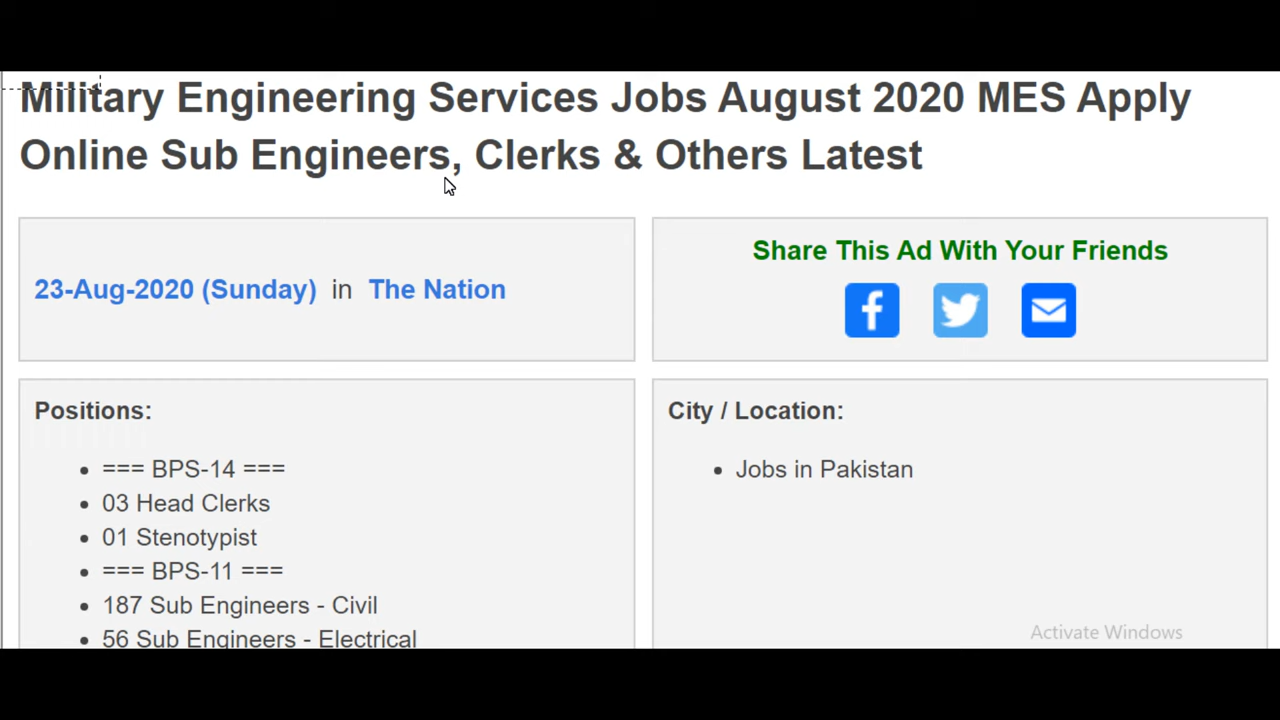 Military Engineering Services Jobs August 2020 MES Apply
Online Sub Engineers, Clerks & Others Latest
23-Aug-2020 (Sunday) in The Nation
Share This Ad With Your Friends
Positions:
=== BPS-14 ===
03 Head Clerks
01 Stenotypist
=== BPS-11 ===
187 Sub Engineers - Civil
56 Sub Engineers - Electrical
City / Location:
Jobs in Pakistan
Activate Windows